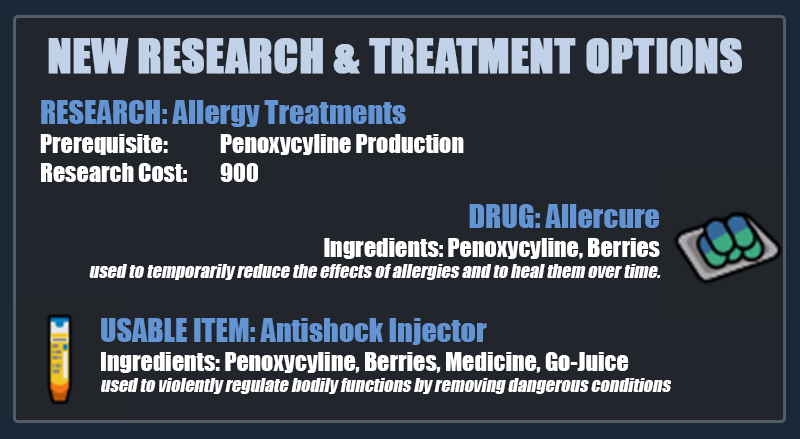 NEW RESEARCH & TREATMENT OPTIONS
RESEARCH: Allergy Treatments
Prerequisite: Penoxycyline Production
Research Cost: 900
DRUG: Allercure
Ingredients: Penoxycyline, Berries
used to temporarily reduce the effects of allergies and to heal them over time.
USABLE ITEM: Antishock Injector
Ingredients: Penoxycyline, Berries, Medicine, Go-Juice
used to violently regulate bodily functions by removing dangerous conditions